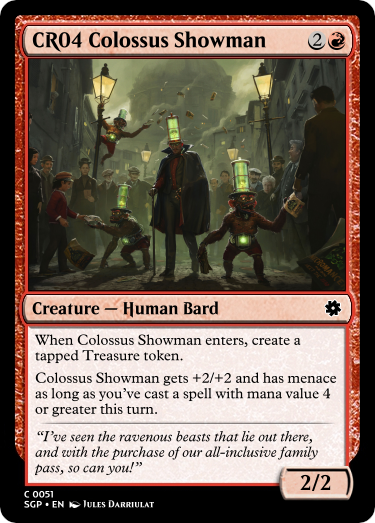 CR04 Colossus Showman 2
Creature — Human Bard
When Colossus Showman enters, create a
tapped Treasure token.
Colossus Showman gets +2/+2 and has menace
as long as you’ve cast a spell with mana value 4
or greater this turn.
“I’ve seen the ravenous beasts that lie out there,
and with the purchase of our all-inclusive family
pass, so can you!”
2/2
C 0051
SGP • EN Jules Darriulat